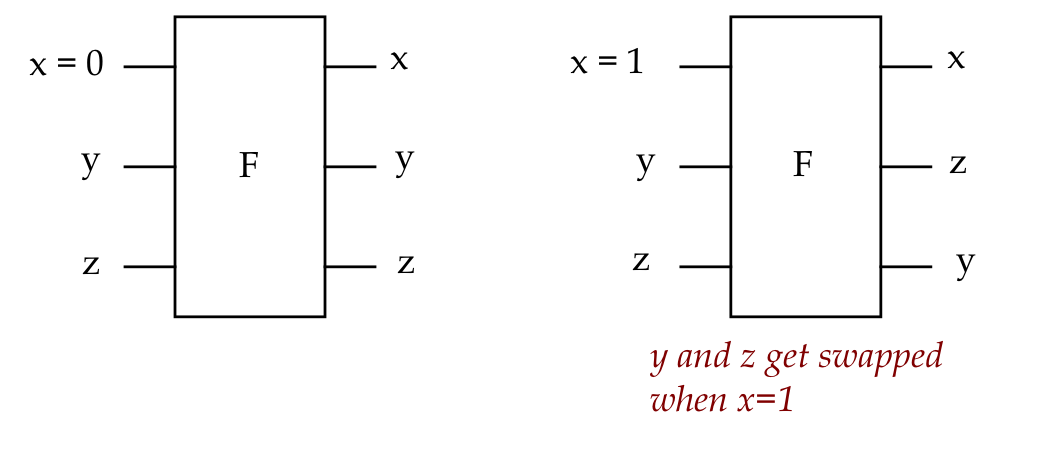 x = 0
x
y
F
y
z
z
x = 1
x
y
F
z
z
y
y and z get swapped
when x=1